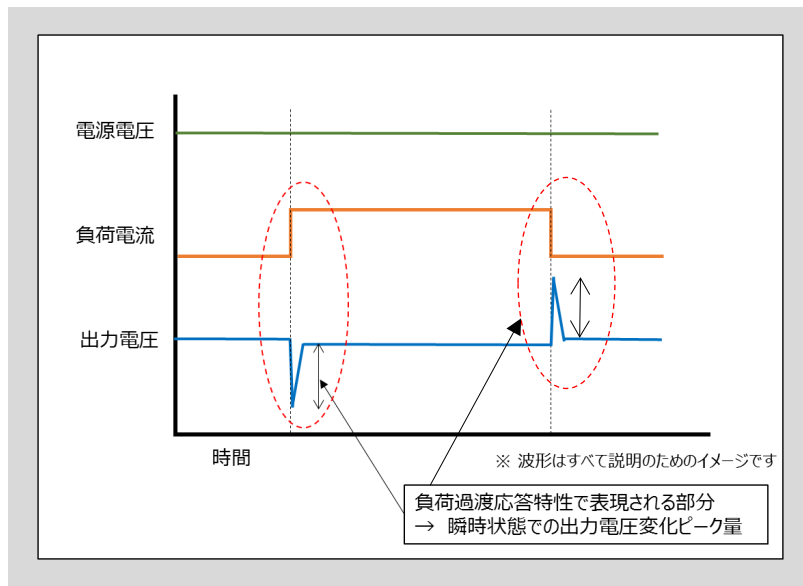 電源電圧
負荷電流
出力電圧
時間
※ 波形はすべて説明のためのイメージです
負荷過渡応答特性で表現される部分
→ 瞬時状態での出力電圧変化ピーク量